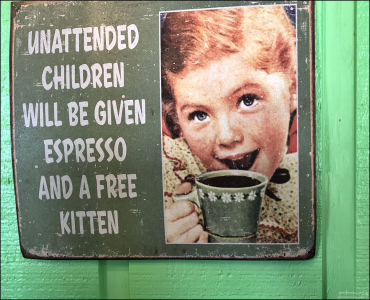 UNATTENDED
CHILDREN
WILL BE GIVEN
ESPRESSO
AND A FREE
KITTEN